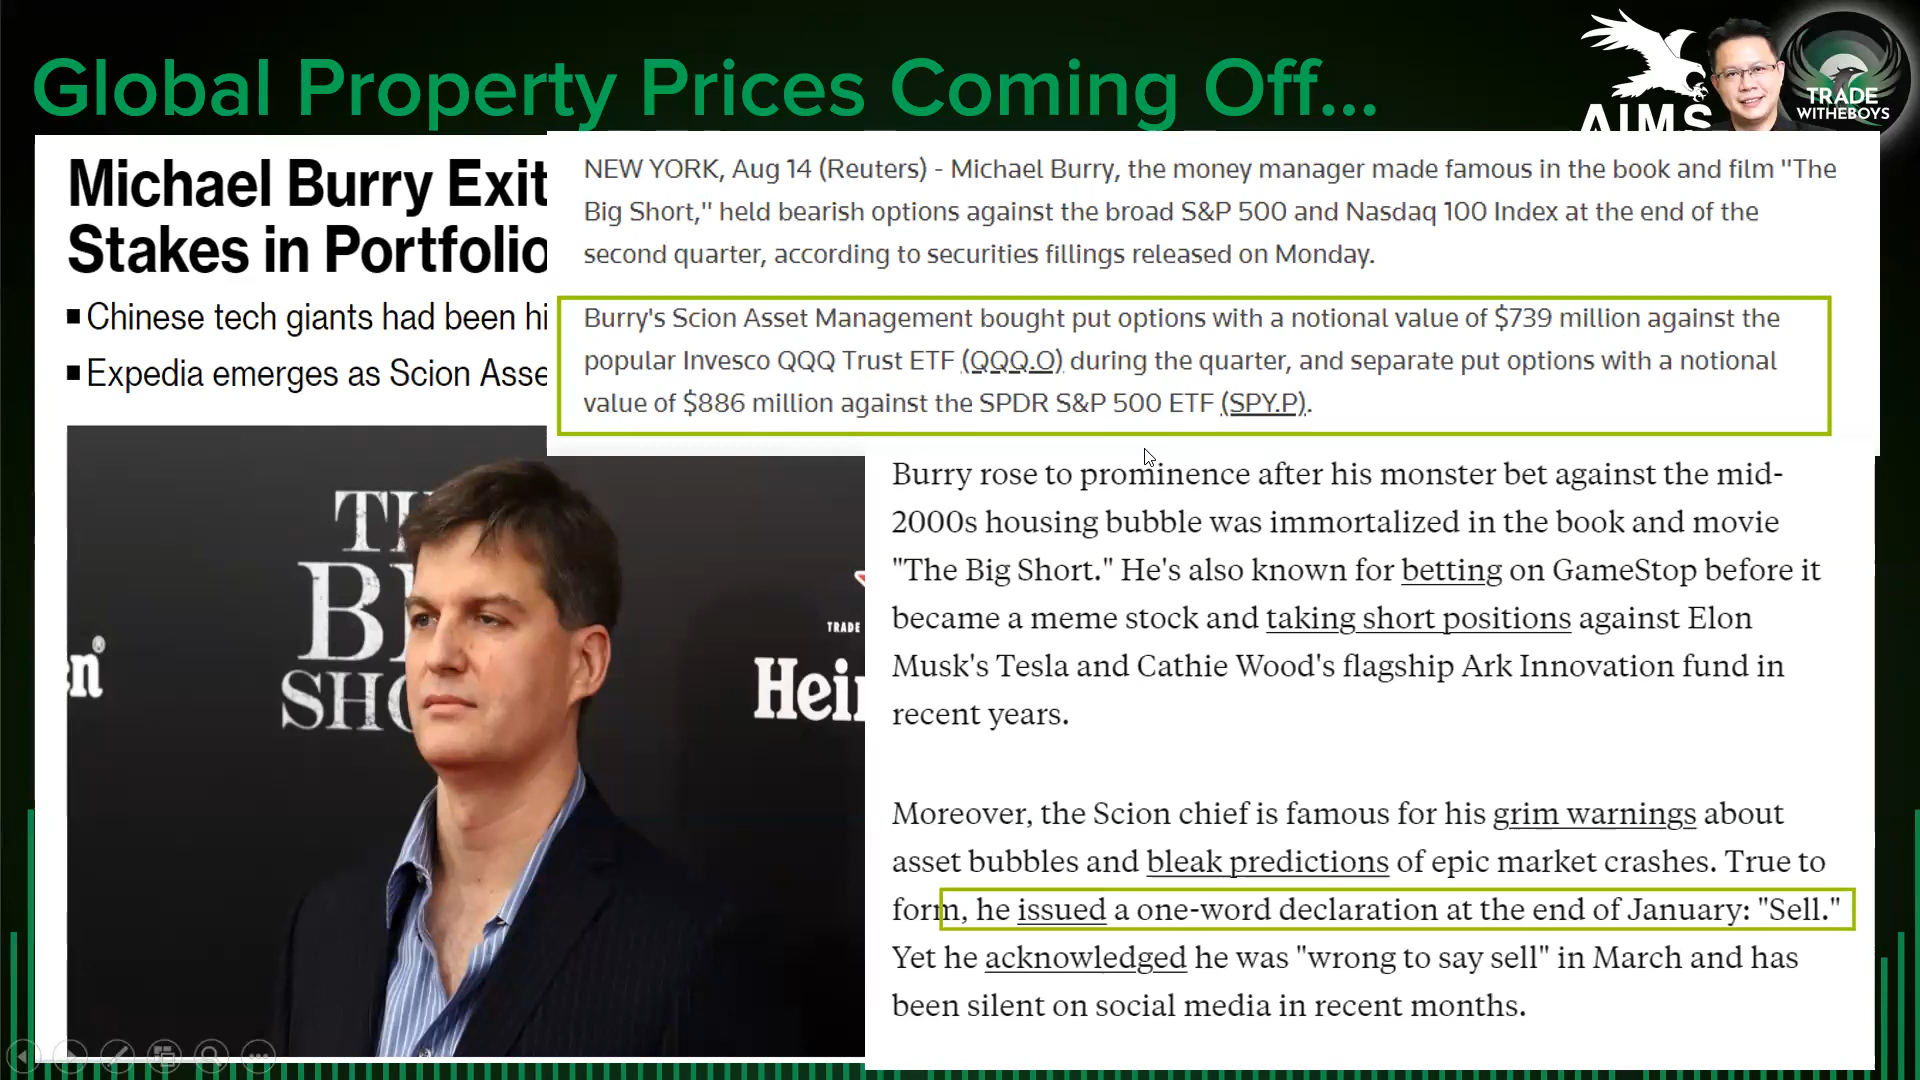 Global Property Prices Coming Off...
AIMS
TRADE
WITHEBOYS
Michael Burry Exit
Stakes in Portfolio
Chinese tech giants had been hi
Expedia emerges as Scion Asse
NEW YORK, Aug 14 (Reuters) - Michael Burry, the money manager made famous in the book and film "The
Big Short," held bearish options against the broad S&P 500 and Nasdaq 100 Index at the end of the
second quarter, according to securities fillings released on Monday.
Burry's Scion Asset Management bought put options with a notional value of $739 million against the
popular Invesco QQQ Trust ETF (QQQ.O) during the quarter, and separate put options with a notional
value of $886 million against the SPDR S&P 500 ETF (SPY.P).
TH
BI
SHO
TRADE
en®
Hein
Burry rose to prominence after his monster bet against the mid-
2000s housing bubble was immortalized in the book and movie
"The Big Short." He's also known for betting on GameStop before it
became a meme stock and taking short positions against Elon
Musk's Tesla and Cathie Wood's flagship Ark Innovation fund in
recent years.
Moreover, the Scion chief is famous for his grim warnings about
asset bubbles and bleak predictions of epic market crashes. True to
form, he issued a one-word declaration at the end of January: "Sell."
Yet he acknowledged he was "wrong to say sell" in March and has
been silent on social media in recent months.